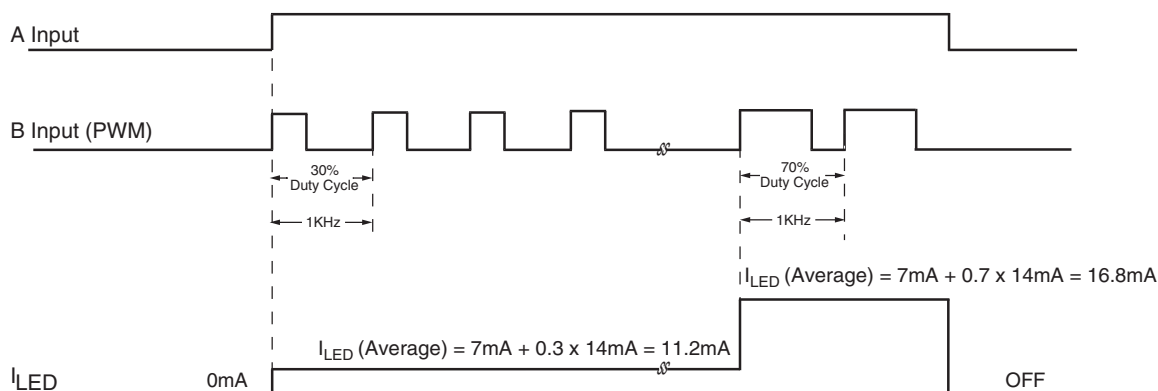 A Input
B Input (PWM)
30%
Duty Cycle
1KHz
70%
Duty Cycle
1KHz
ILED (Average) = 7mA + 0.7 x 14mA = 16.8mA
ILED (Average) = 7mA + 0.3 x 14mA = 11.2mA
ILED
0mA
OFF